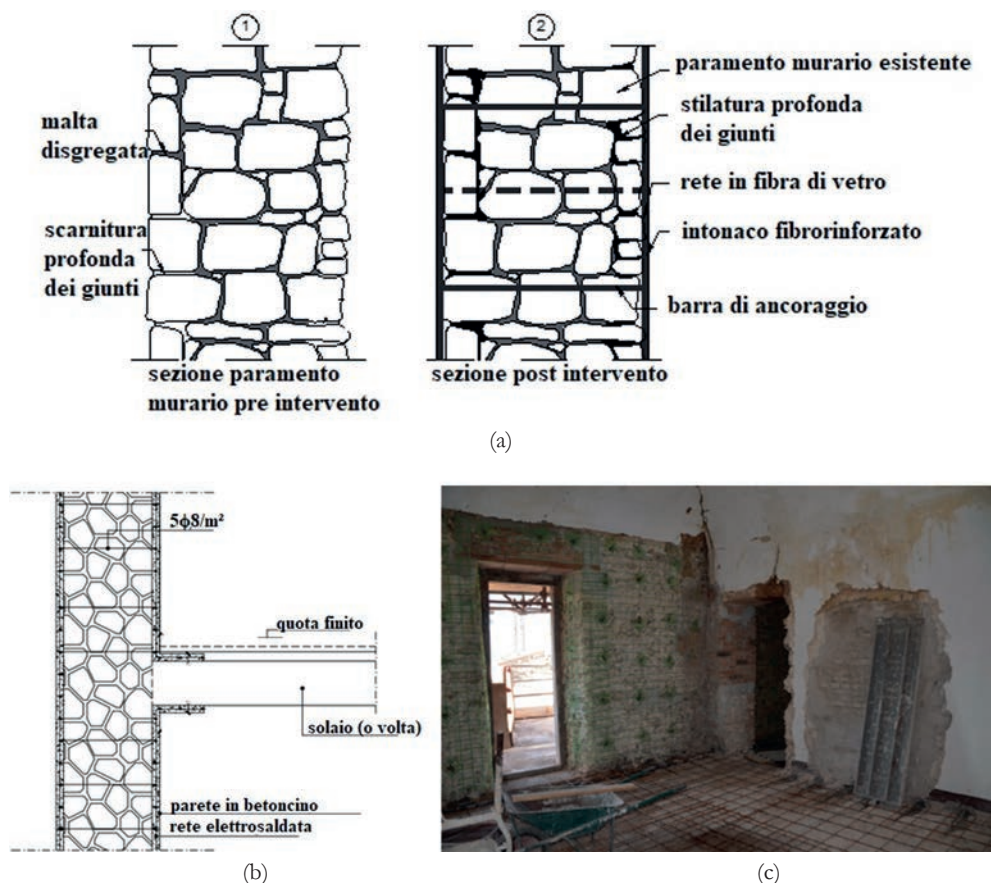 1
2
malta
disgregata
scarnitura
profonda
dei giunti
sezione paramento
murario pre intervento
paramento murario esistente
stilatura profonda
dei giunti
rete in fibra di vetro
intonaco fibrorinforzato
barra di ancoraggio
sezione post intervento
(a)
5ϕ8/m²
quota finito
solaio (o volta)
parete in betoncino
rete elettrosaldata
(b)
(c)